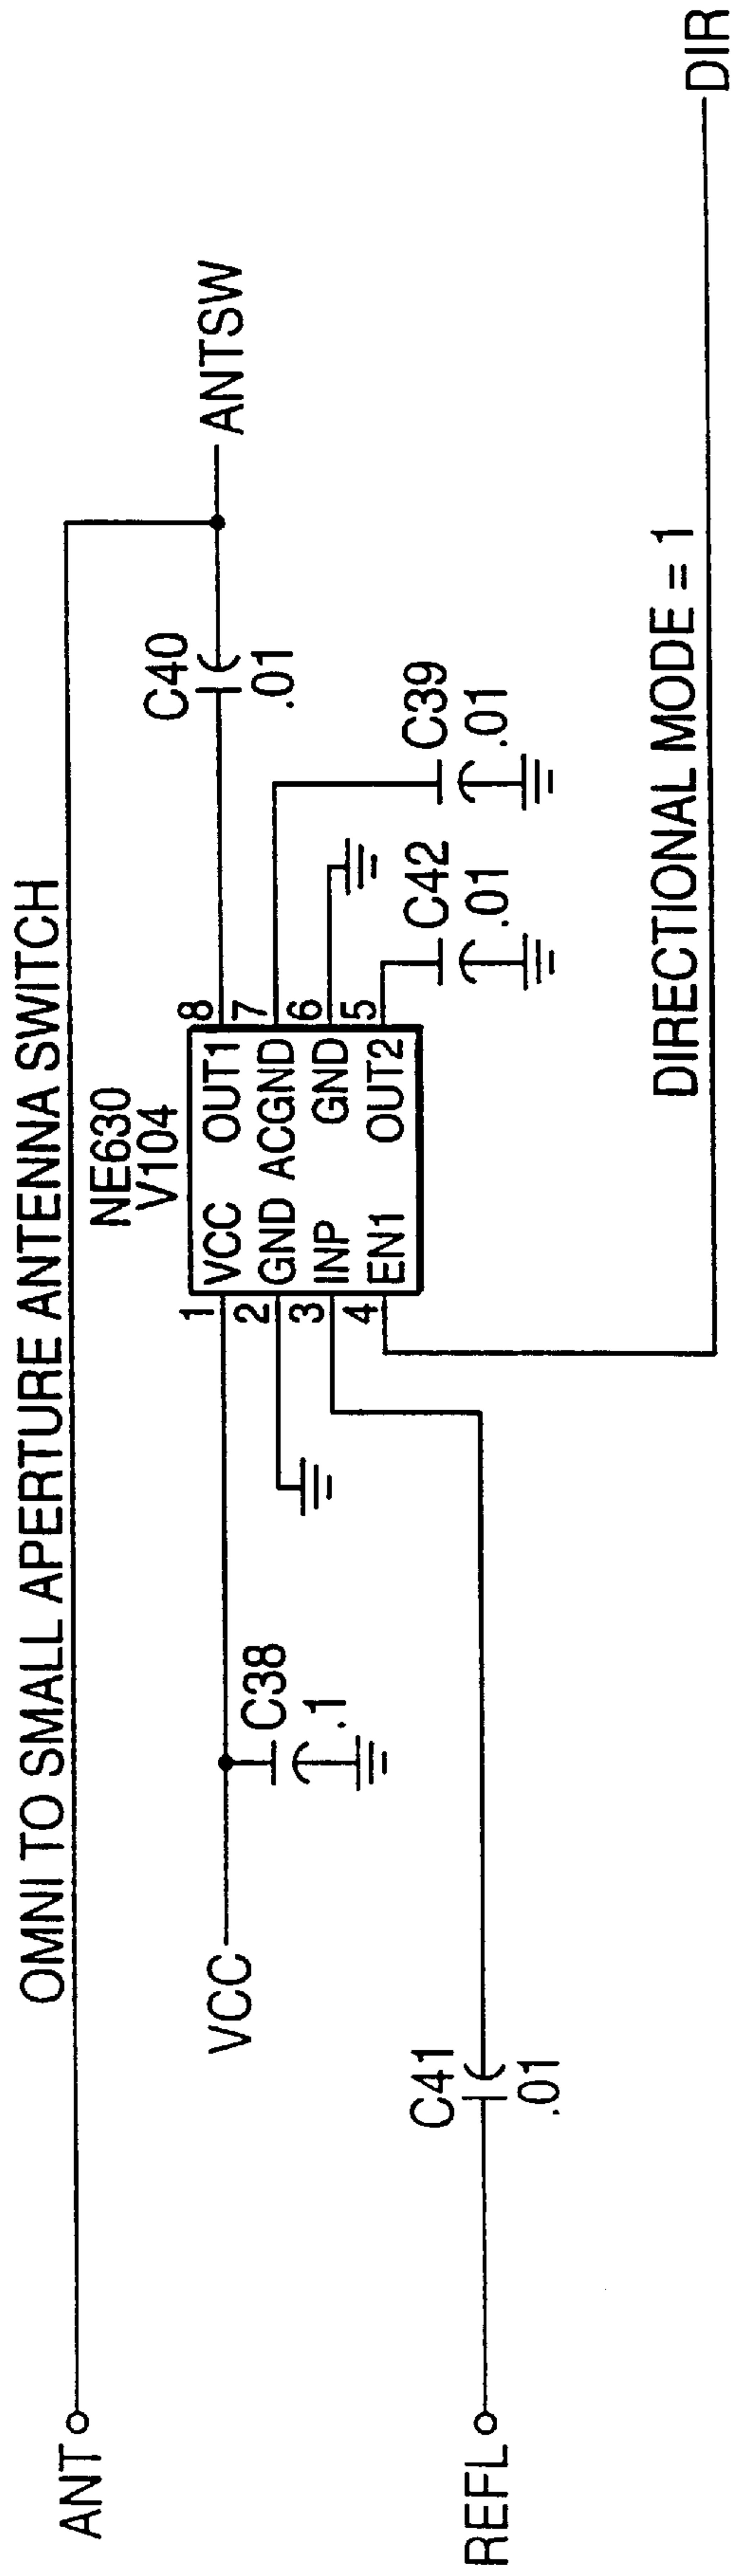 OMNI TO SMALL APERTURE ANTENNA SWITCH
ANT
NE630
V104
ANTSW
C40
.01
VCC
C38
.1
1
2
3
4
VCC
GND
INP
EN1
OUT1
ACGND
GND
OUT2
8
7
6
5
C39
.01
C42
.01
C41
.01
REFL
DIRECTIONAL MODE = 1
DIR